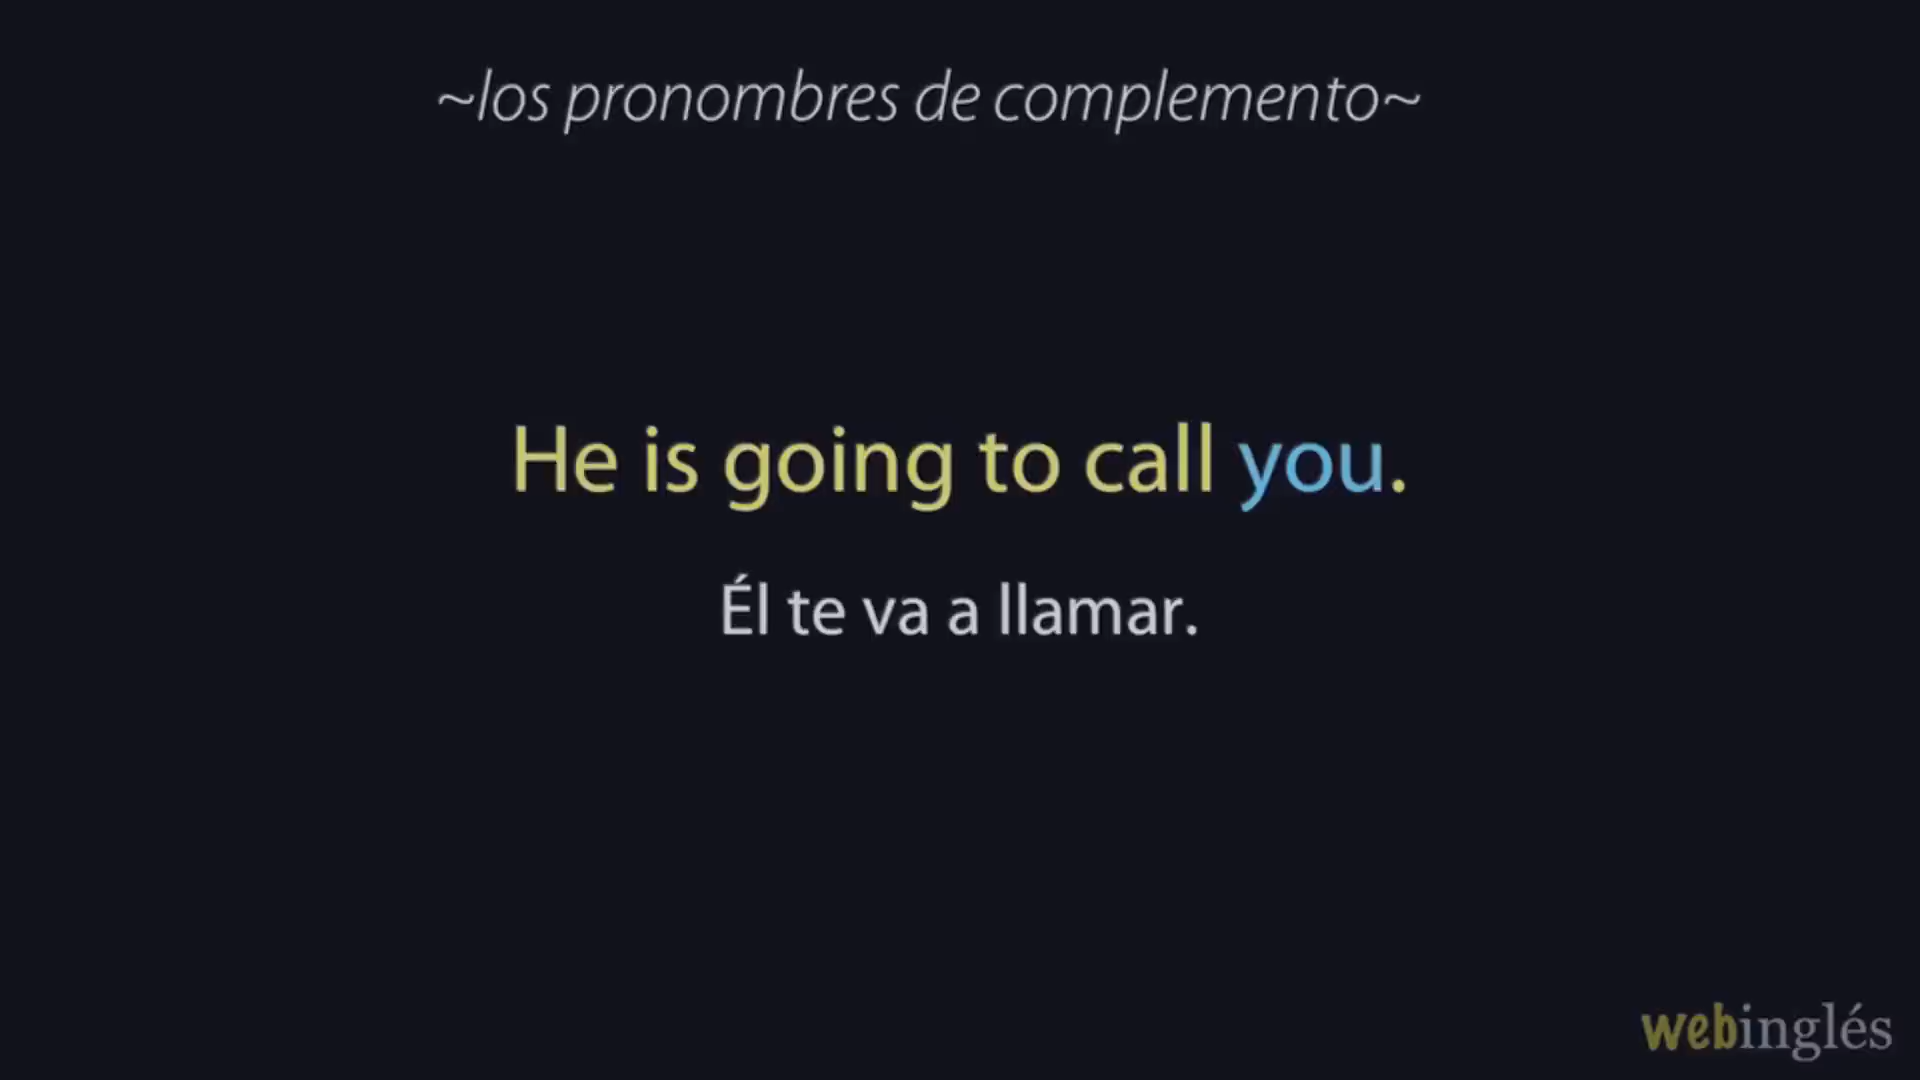 ~los pronombres de complemento~
He is going to call you.
Él te va a llamar.
webinglés